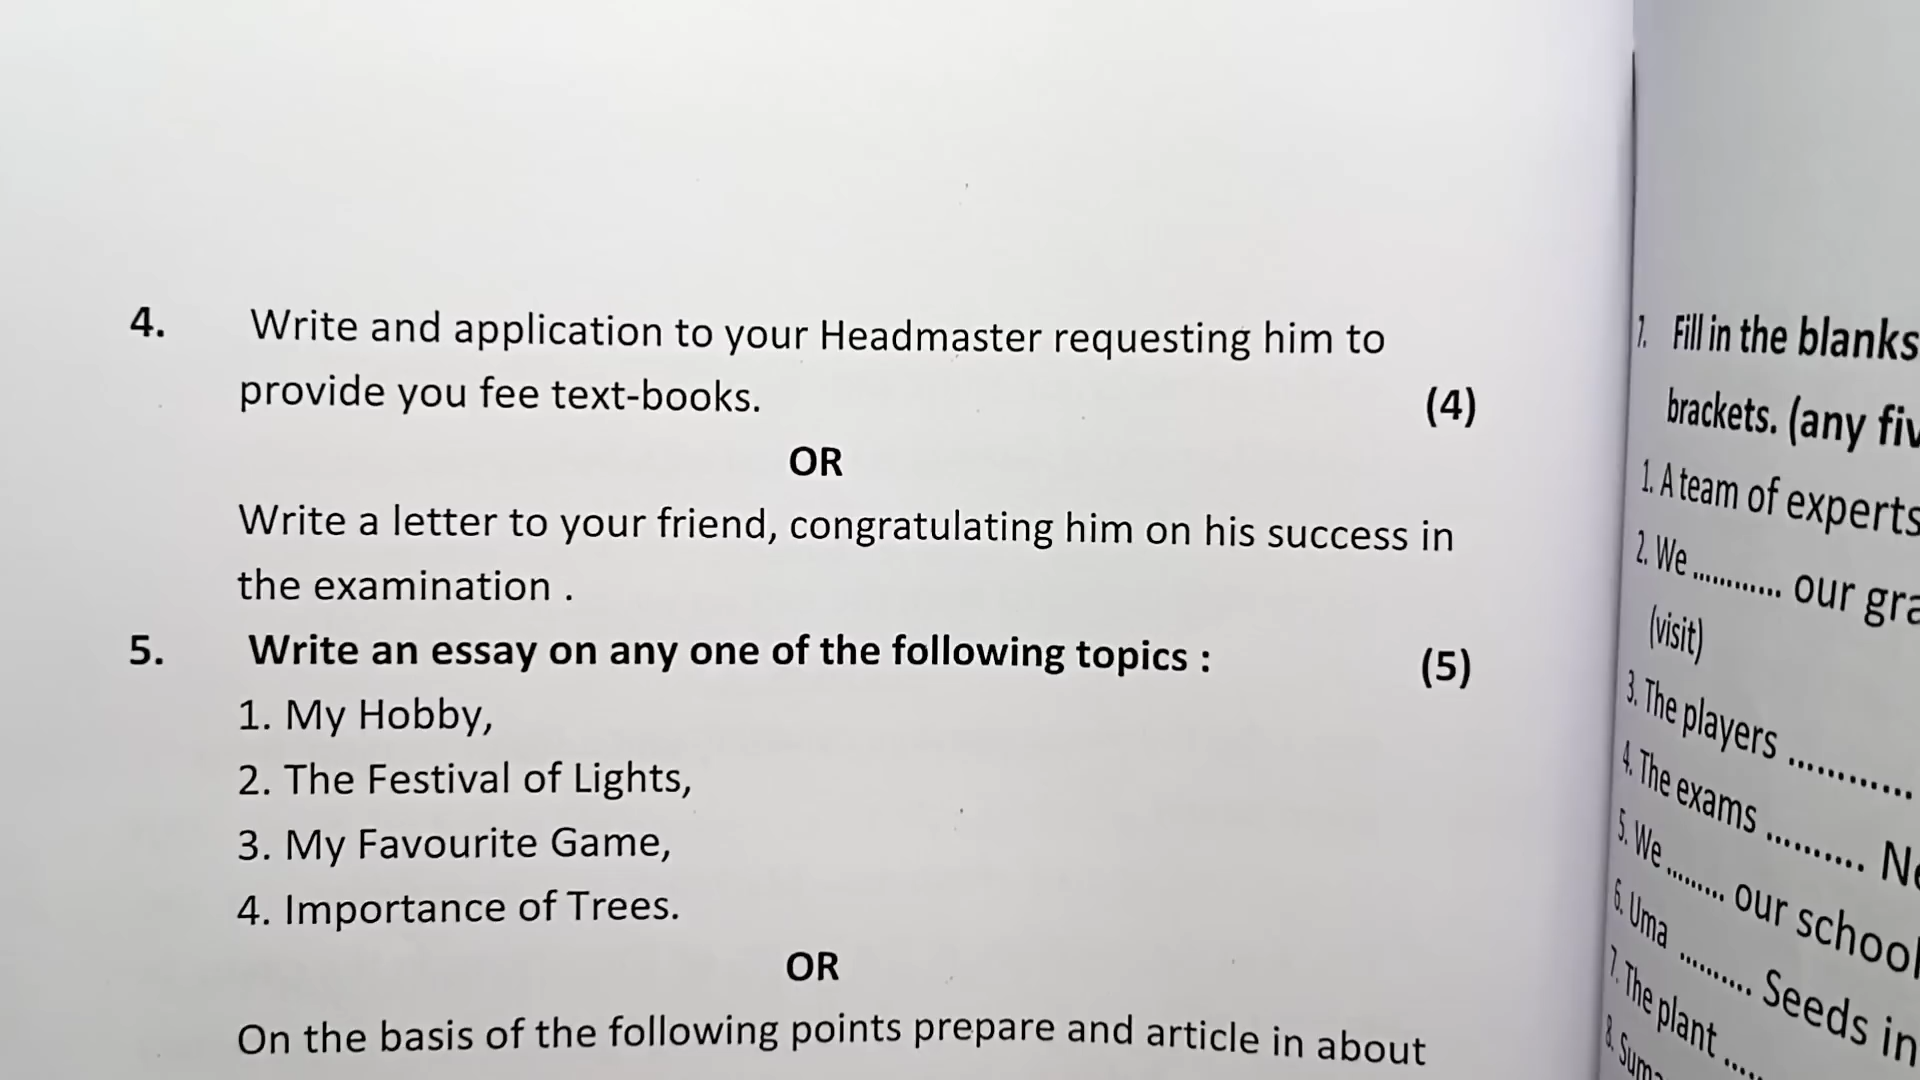 4. Write and application to your Headmaster requesting him to
provide you fee text-books. (4)
OR
Write a letter to your friend, congratulating him on his success in
the examination .
5. Write an essay on any one of the following topics : (5)
1. My Hobby,
2. The Festival of Lights,
3. My Favourite Game,
4. Importance of Trees.
OR
On the basis of the following points prepare and article in about
7. Fill in the blanks
brackets. (any
1. A team of experts
2. We ............ our
(visit)
3. The players ............
4. The exams ..........
5. We ......... our school
6. Uma .......... Seeds in
7. The plant .....
8.